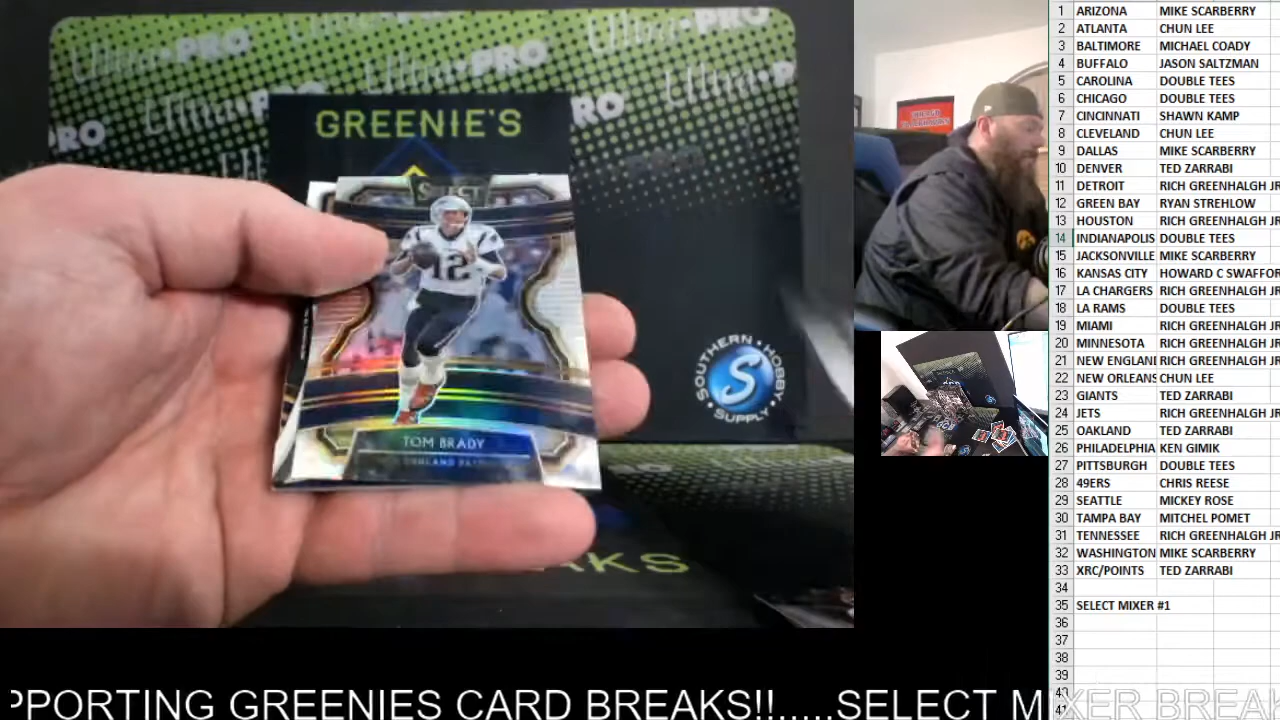 Ultra PRO
Ultra PRO
PRO
GREENIE'S
SELECT
12
TOM BRADY
SOUTHERN HOBBY SUPPLY
S
1 ARIZONA MIKE SCARBERRY
2 ATLANTA CHUN LEE
3 BALTIMORE MICHAEL COADY
4 BUFFALO JASON SALTZMAN
5 CAROLINA DOUBLE TEES
6 CHICAGO DOUBLE TEES
7 CINCINNATI SHAWN KAMP
8 CLEVELAND CHUN LEE
9 DALLAS MIKE SCARBERRY
10 DENVER TED ZARRABI
11 DETROIT RICH GREENHALGH JR
12 GREEN BAY RYAN STREHLOW
13 HOUSTON RICH GREENHALGH JR
14 INDIANAPOLIS DOUBLE TEES
15 JACKSONVILLE MIKE SCARBERRY
16 KANSAS CITY HOWARD C SWAFFOR
17 LA CHARGERS RICH GREENHALGH JR
18 LA RAMS DOUBLE TEES
19 MIAMI RICH GREENHALGH JR
20 MINNESOTA RICH GREENHALGH JR
21 NEW ENGLAND RICH GREENHALGH JR
22 NEW ORLEANS CHUN LEE
23 GIANTS TED ZARRABI
24 JETS RICH GREENHALGH JR
25 OAKLAND TED ZARRABI
26 PHILADELPHIA KEN GIMIK
27 PITTSBURGH DOUBLE TEES
28 49ERS CHRIS REESE
29 SEATTLE MICKEY ROSE
30 TAMPA BAY MITCHEL POMET
31 TENNESSEE RICH GREENHALGH JR
32 WASHINGTON MIKE SCARBERRY
33 XRC/POINTS TED ZARRABI
34
35 SELECT MIXER #1
36
37
38
39
PPORTING GREENIES CARD BREAKS!!.....SELECT MIXER BREAK